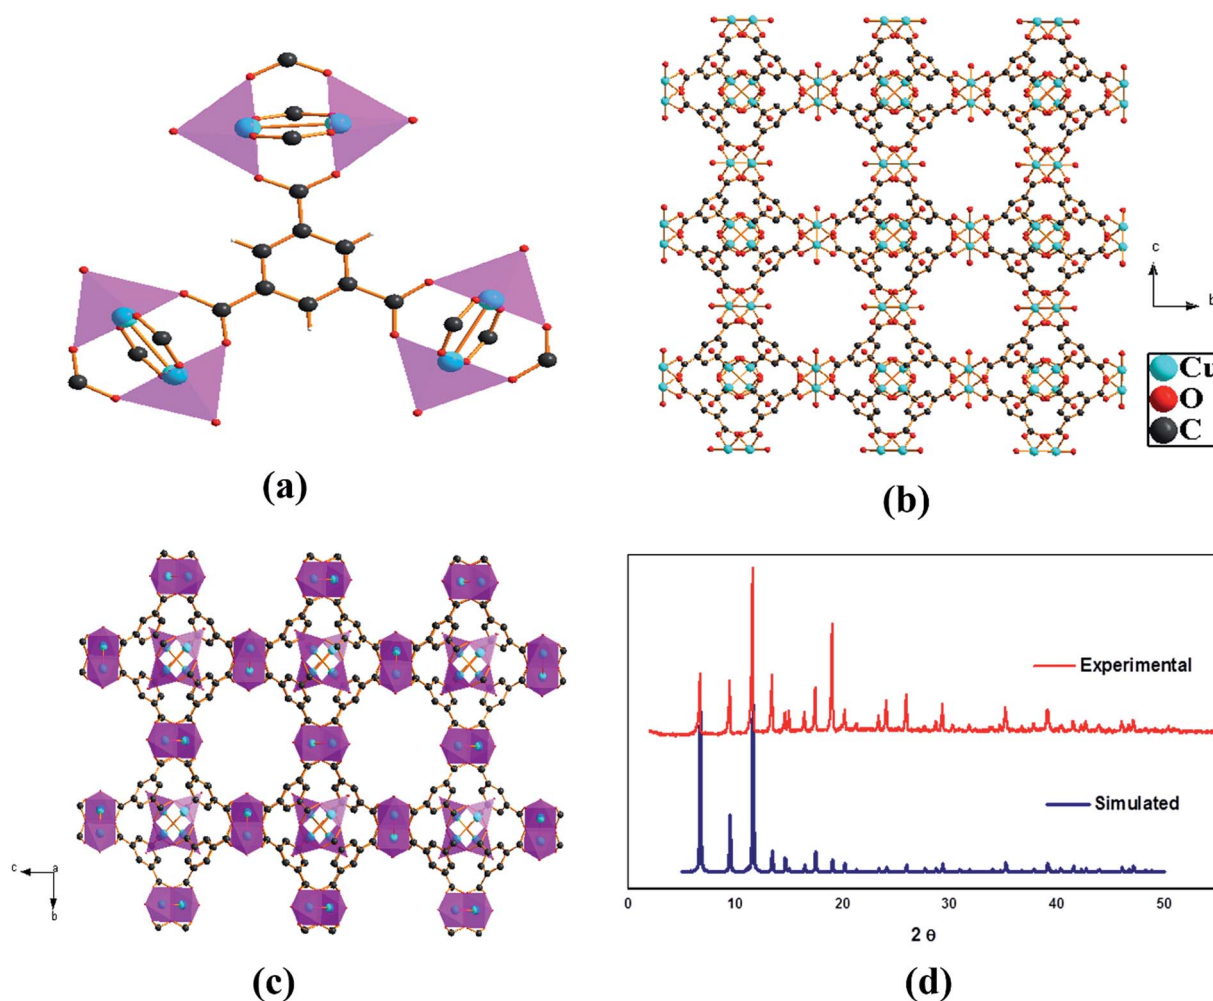 (a)
c
b
Cu
O
C
(b)
c
a
b
(c)
Experimental
Simulated
0
10
20
30
40
50
2 θ
(d)